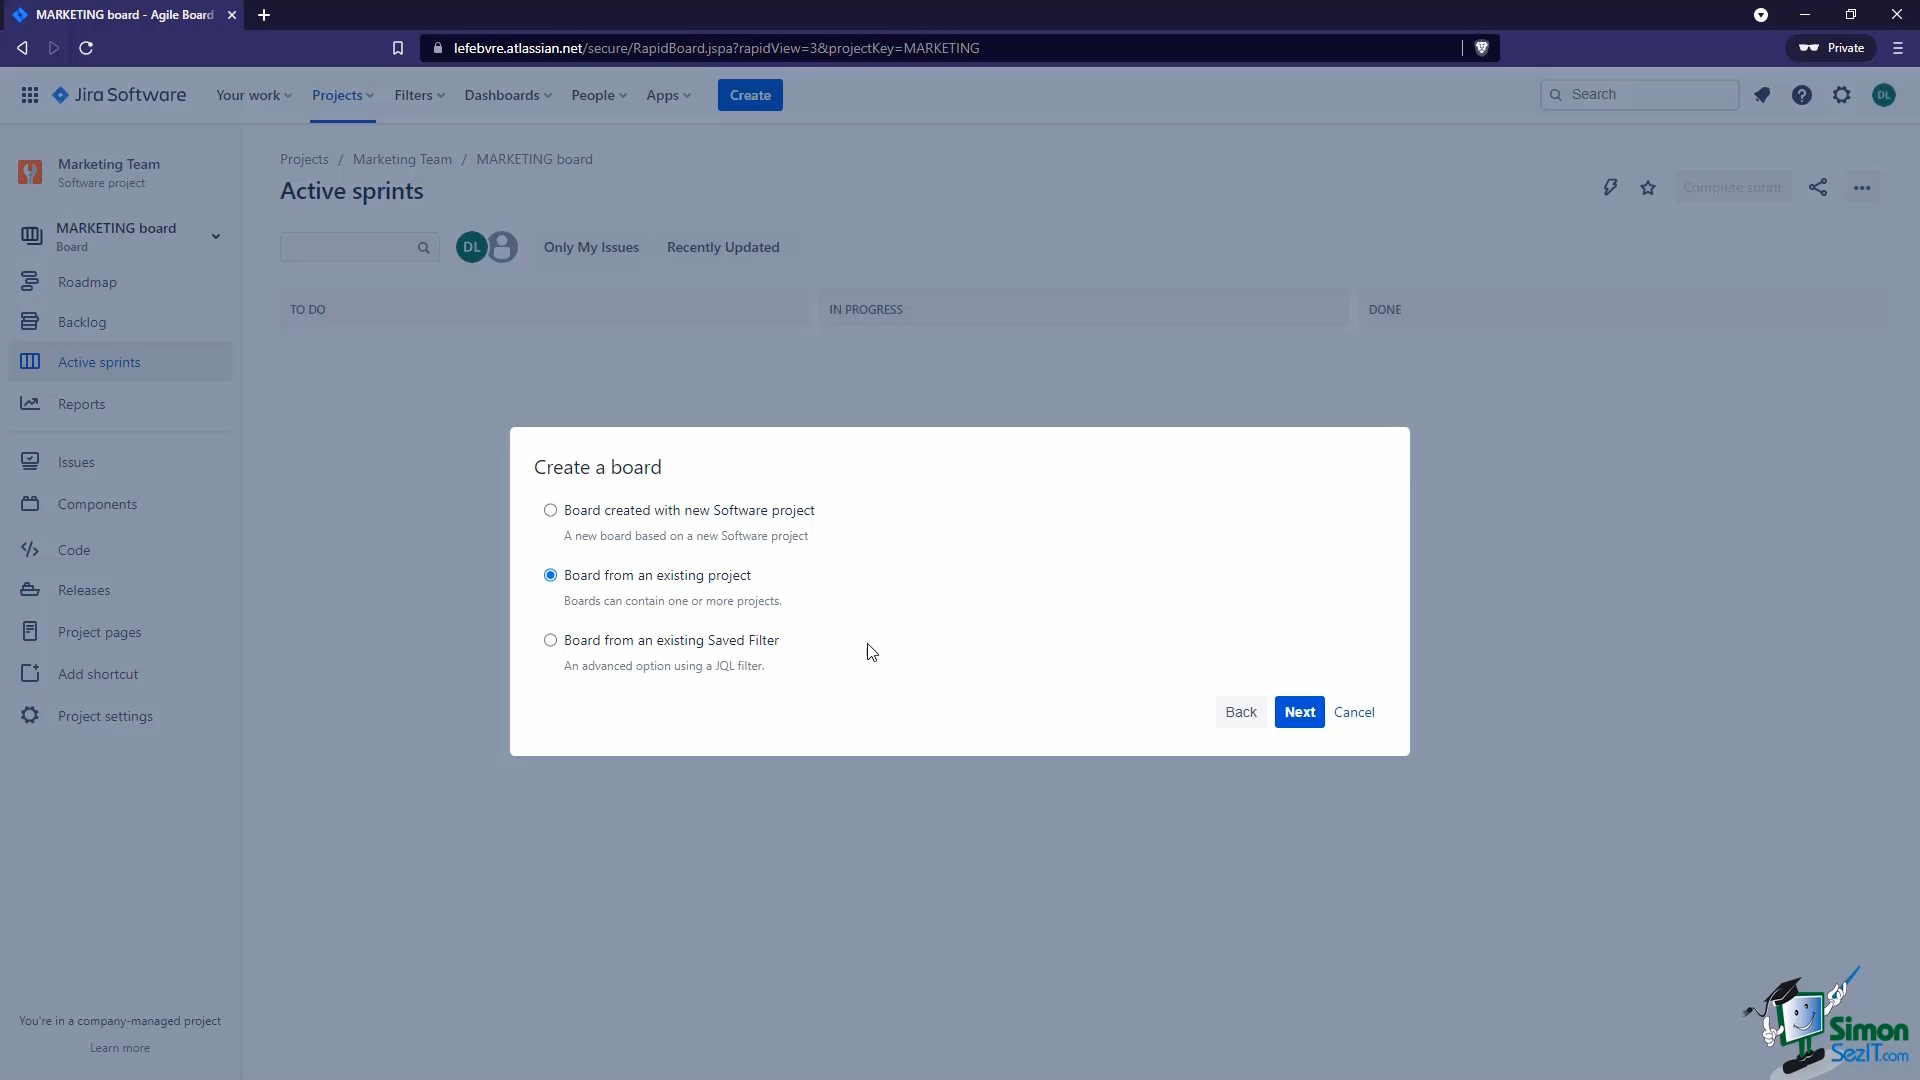 MARKETING board - Agile Board
lefebvre.atlassian.net/secure/RapidBoard.jspa?rapidView=3&projectKey=MARKETING
Private
Jira Software
Your work
Projects
Filters
Dashboards
People
Apps
Create
Search
DL
Marketing Team
Software project
MARKETING board
Board
Roadmap
Backlog
Active sprints
Reports
Issues
Components
Code
Releases
Project pages
Add shortcut
Project settings
You're in a company-managed project
Learn more
Projects / Marketing Team / MARKETING board
Active sprints
Complete sprint
DL
Only My Issues
Recently Updated
TO DO
IN PROGRESS
DONE
Create a board
Board created with new Software project
A new board based on a new Software project
Board from an existing project
Boards can contain one or more projects.
Board from an existing Saved Filter
An advanced option using a JQL filter.
Back
Next
Cancel
Simon
SezIT.com